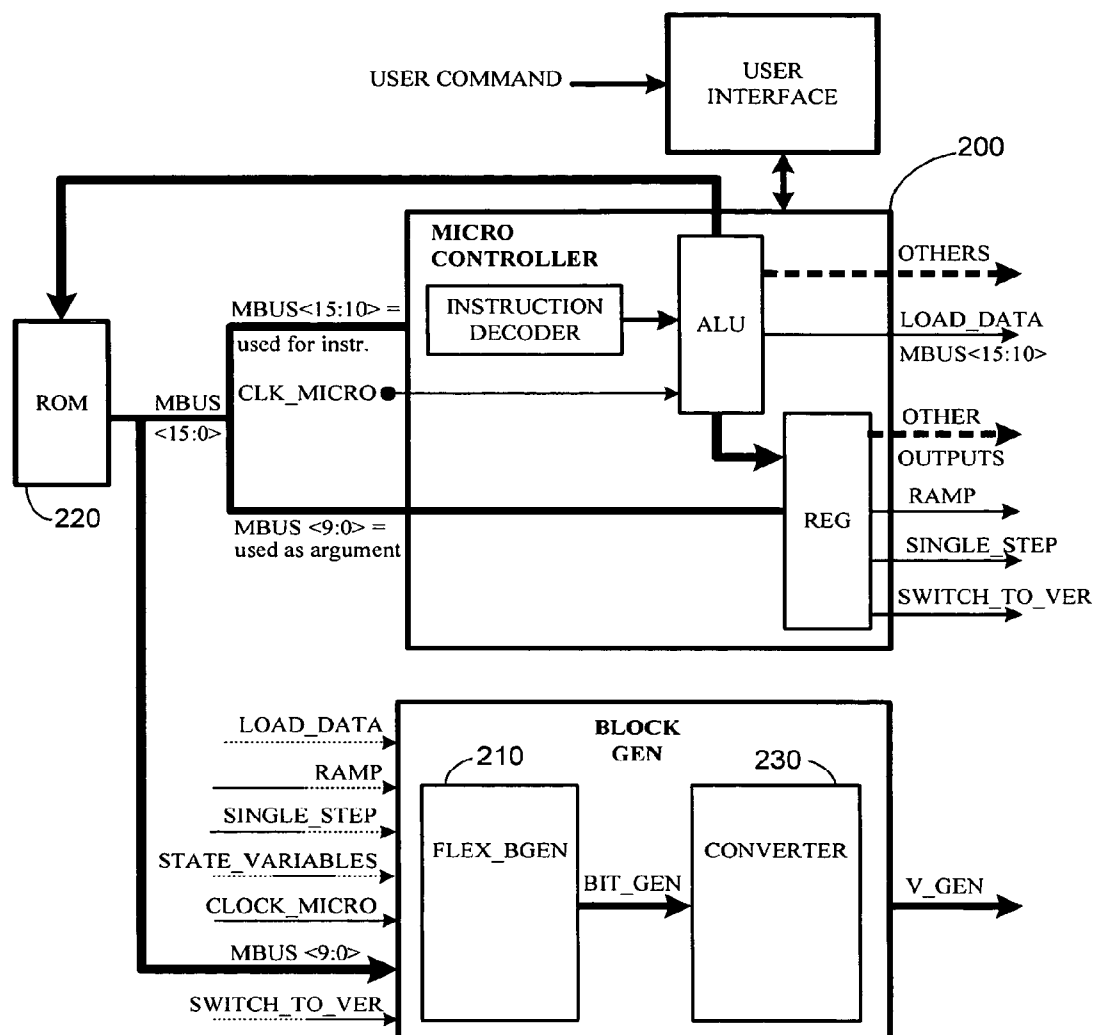 USER COMMAND
USER
INTERFACE
200
MICRO
CONTROLLER
OTHERS
MBUS<15:10> =
used for instr.
INSTRUCTION
DECODER
ALU
LOAD_DATA
MBUS<15:10>
ROM
MBUS
<15:0>
CLK_MICRO
OTHER
OUTPUTS
220
MBUS <9:0> =
used as argument
REG
RAMP
SINGLE_STEP
SWITCH_TO_VER
LOAD_DATA
RAMP
SINGLE_STEP
STATE_VARIABLES
CLOCK_MICRO
MBUS <9:0>
SWITCH_TO_VER
BLOCK
GEN
210
230
FLEX_BGEN
CONVERTER
BIT_GEN
V_GEN